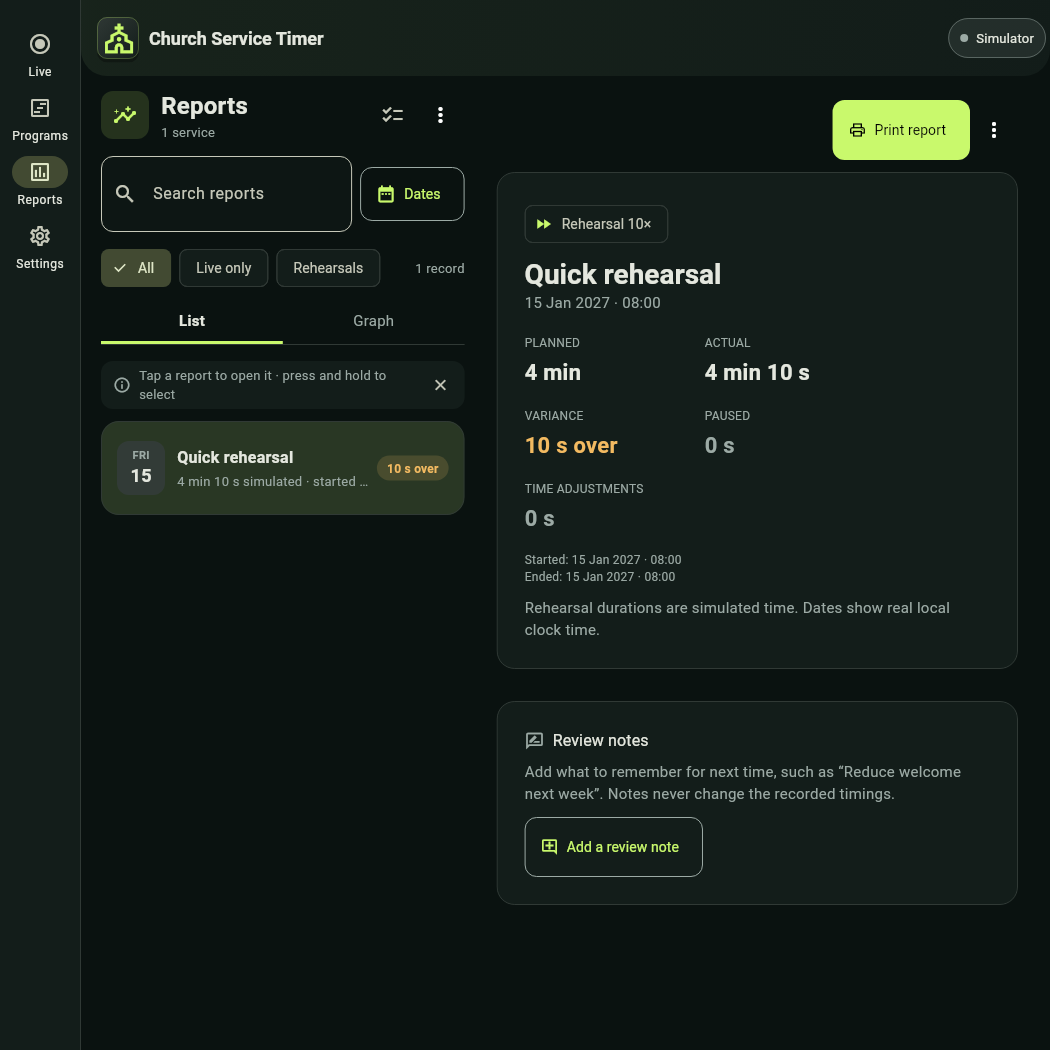 Live
Programs
Reports
Settings
Church Service Timer
Simulator
Reports
1 service
Search reports
Dates
All
Live only
Rehearsals
1 record
List
Graph
Tap a report to open it · press and hold to
select
FRI
15
Quick rehearsal
4 min 10 s simulated · started …
10 s over
Print report
Rehearsal 10×
Quick rehearsal
15 Jan 2027 · 08:00
PLANNED
ACTUAL
4 min
4 min 10 s
VARIANCE
PAUSED
10 s over
0 s
TIME ADJUSTMENTS
0 s
Started: 15 Jan 2027 · 08:00
Ended: 15 Jan 2027 · 08:00
Rehearsal durations are simulated time. Dates show real local
clock time.
Review notes
Add what to remember for next time, such as “Reduce welcome
next week”. Notes never change the recorded timings.
Add a review note